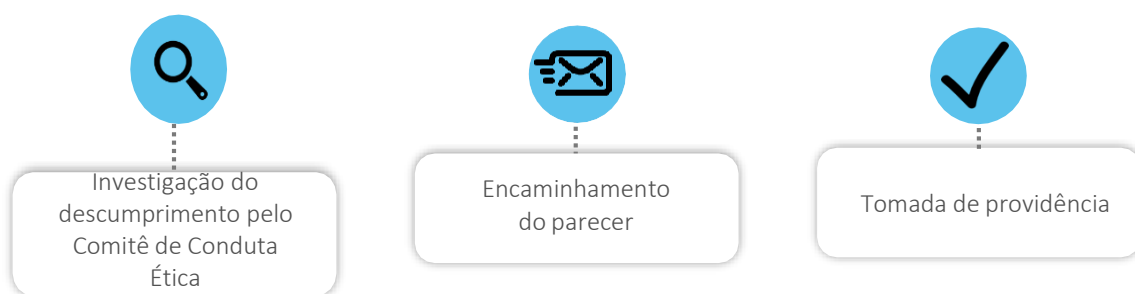 Investigação do
descumprimento pelo
Comitê de Conduta
Ética
Encaminhamento
do parecer
Tomada de providência